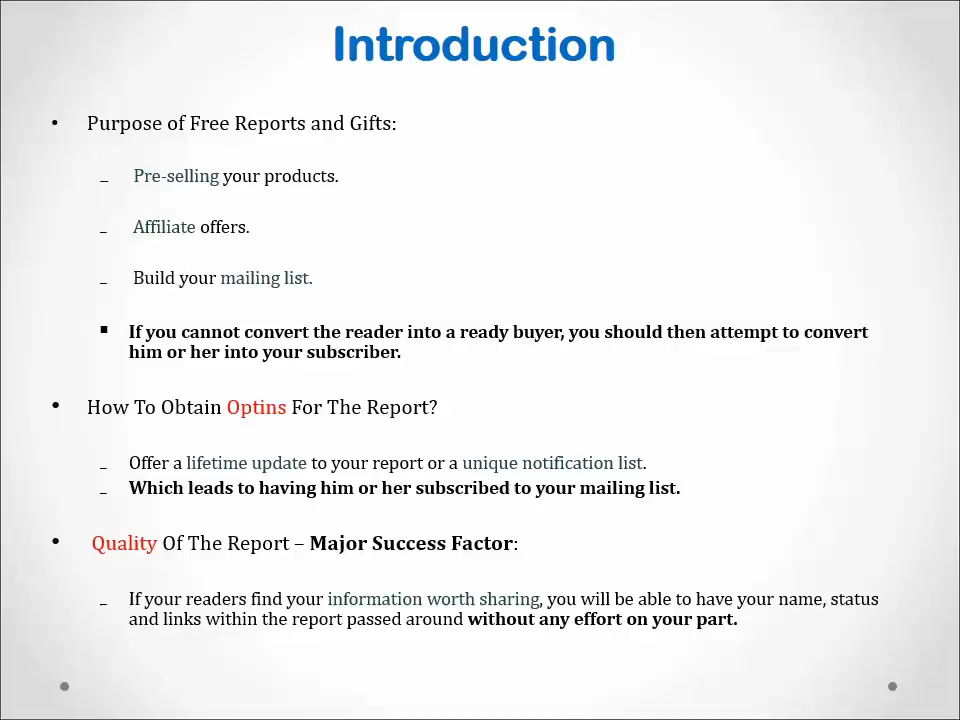 Introduction
• Purpose of Free Reports and Gifts:
– Pre-selling your products.
– Affiliate offers.
– Build your mailing list.
▪ If you cannot convert the reader into a ready buyer, you should then attempt to convert
him or her into your subscriber.
• How To Obtain Optins For The Report?
– Offer a lifetime update to your report or a unique notification list.
– Which leads to having him or her subscribed to your mailing list.
• Quality Of The Report – Major Success Factor:
– If your readers find your information worth sharing, you will be able to have your name, status
and links within the report passed around without any effort on your part.